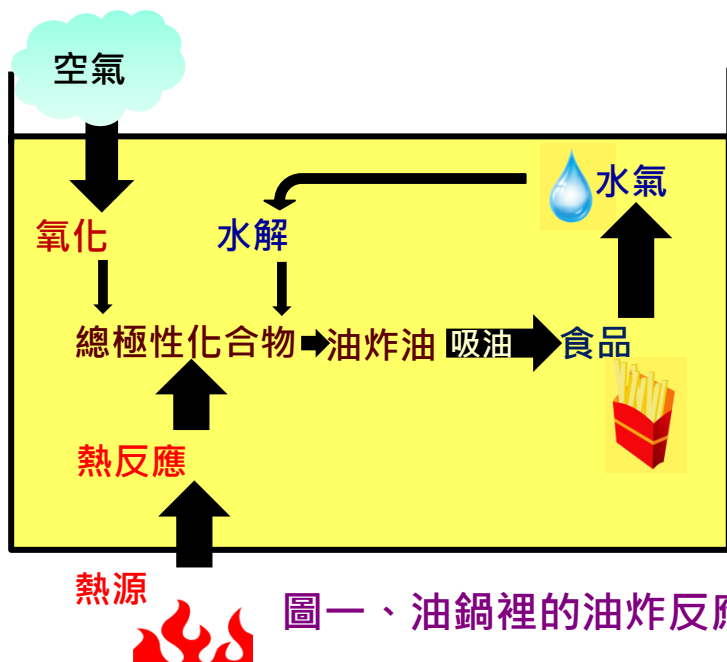 空氣
水氣
氧化
水解
總極性化合物
油炸油
吸油
食品
熱反應
熱源
圖一、油鍋裡的油炸反應